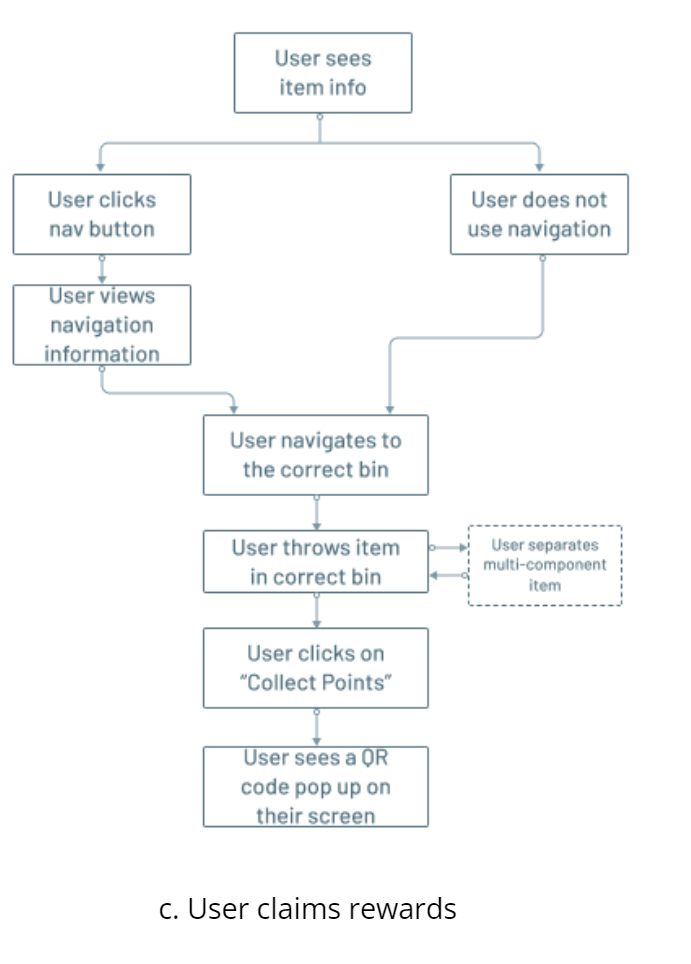 User sees
item info
User clicks
nav button
User does not
use navigation
User views
navigation
information
User navigates to
the correct bin
User throws item
in correct bin
User separates
multi-component
item
User clicks on
“Collect Points”
User sees a QR
code pop up on
their screen
c. User claims rewards